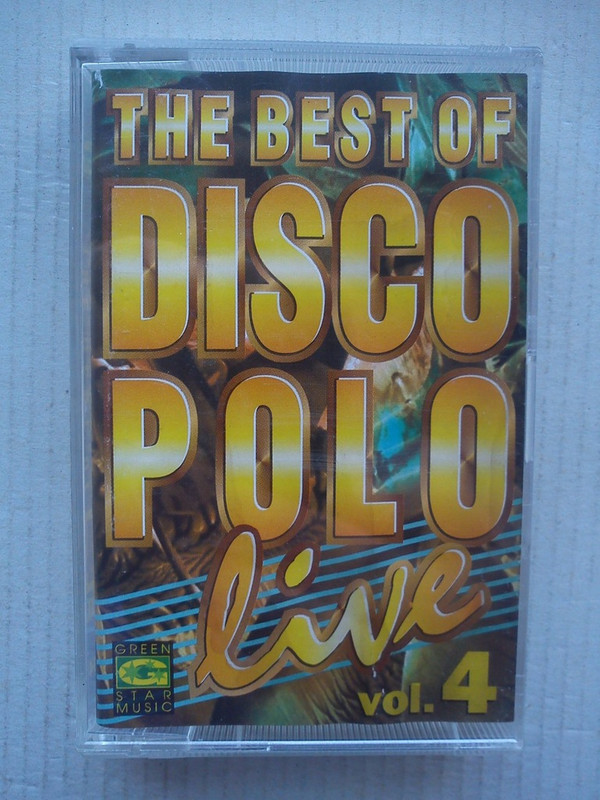 THE BEST OF
DISCO
POLO
live
vol. 4
GREEN
G
STAR
MUSIC